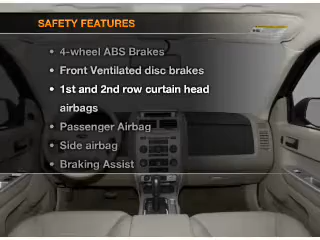 SAFETY FEATURES
• 4-wheel ABS Brakes
• Front Ventilated disc brakes
• 1st and 2nd row curtain head
airbags
• Passenger Airbag
• Side airbag
• Braking Assist